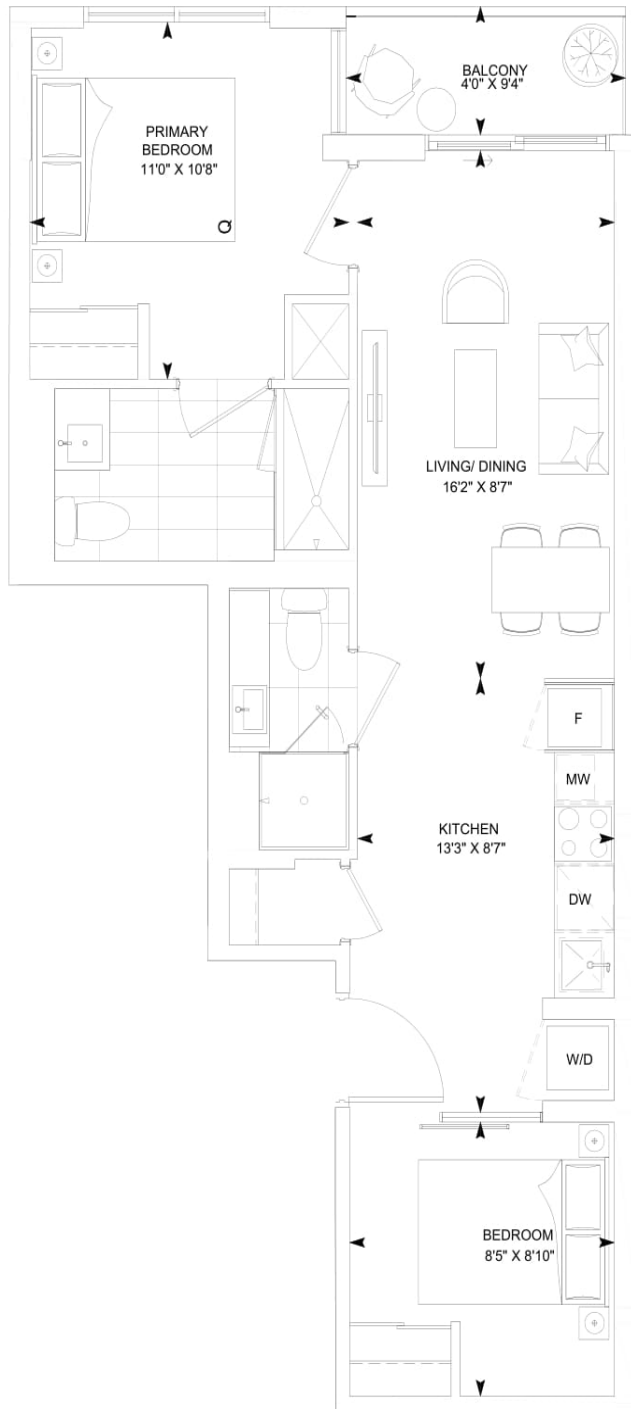 BALCONY
4'0" X 9'4"
PRIMARY
BEDROOM
11'0" X 10'8"
Q
LIVING/ DINING
16'2" X 8'7"
F
MW
KITCHEN
13'3" X 8'7"
DW
W/D
BEDROOM
8'5" X 8'10"